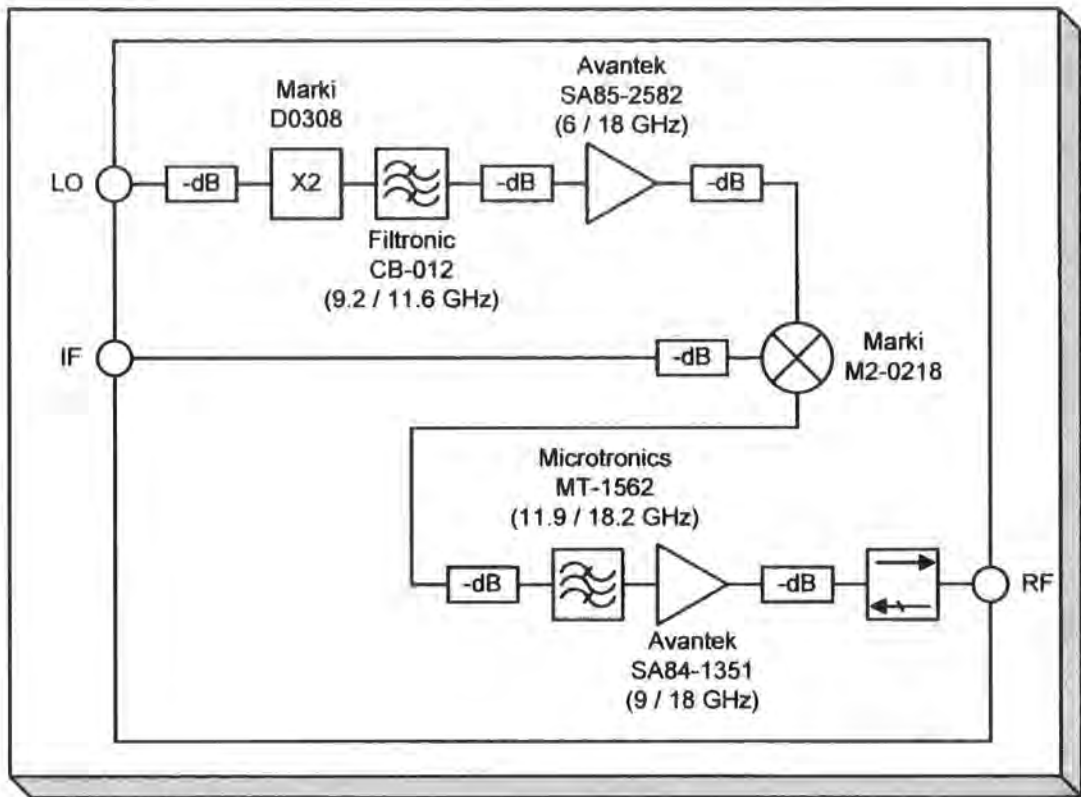 Marki
D0308
Avantek
SA85-2582
(6 / 18 GHz)
LO
-dB
X2
-dB
-dB
Filtronic
CB-012
(9.2 / 11.6 GHz)
IF
-dB
Marki
M2-0218
Microtronics
MT-1562
(11.9 / 18.2 GHz)
-dB
-dB
RF
Avantek
SA84-1351
(9 / 18 GHz)